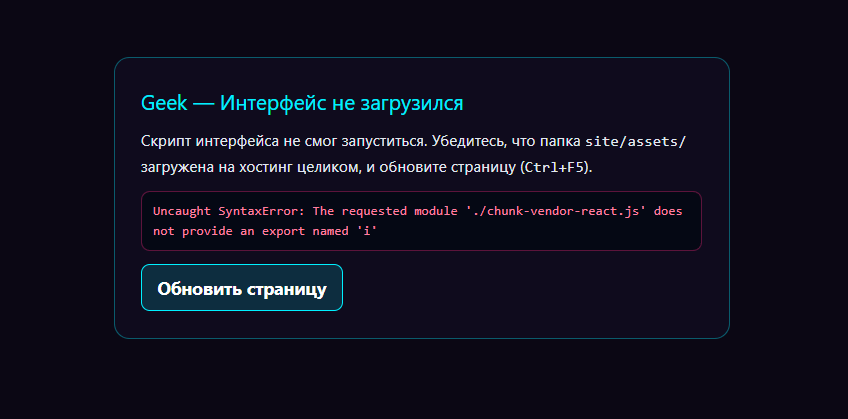 Geek — Интерфейс не загрузился
Скрипт интерфейса не смог запуститься. Убедитесь, что папка site/assets/
загружена на хостинг целиком, и обновите страницу (Ctrl+F5).
Uncaught SyntaxError: The requested module './chunk-vendor-react.js' does
not provide an export named 'i'
Обновить страницу